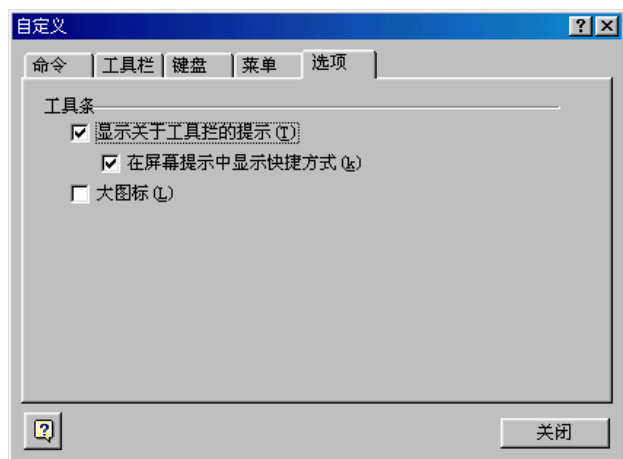 自定义
命令 工具栏 键盘 菜单 选项
工具条
显示关于工具拦的提示(T)
在屏幕提示中显示快捷方式(k)
大图标(L)
关闭